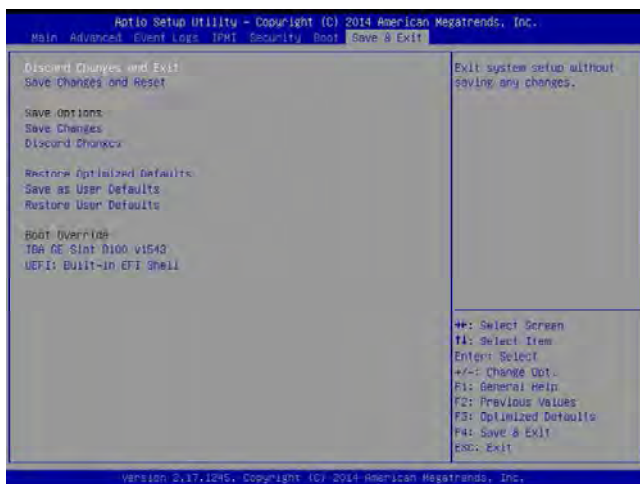 Aptio Setup Utility - Copyright (C) 2014 American Megatrends, Inc.
Main Advanced Event Logs IPMI Security Boot Save & Exit
Discard Changes and Exit
Save Changes and Reset
Save Options
Save Changes
Discard Changes
Restore Optimized Defaults
Save as User Defaults
Restore User Defaults
Boot Override
IBA GE Slot 0100 v1543
UEFI: Built-in EFI Shell
Exit system setup without
saving any changes.
→←: Select Screen
↑↓: Select Item
Enter: Select
+/-: Change Opt.
F1: General Help
F2: Previous Values
F3: Optimized Defaults
F4: Save & Exit
ESC: Exit
Version 2.17.1245. Copyright (C) 2014 American Megatrends, Inc.